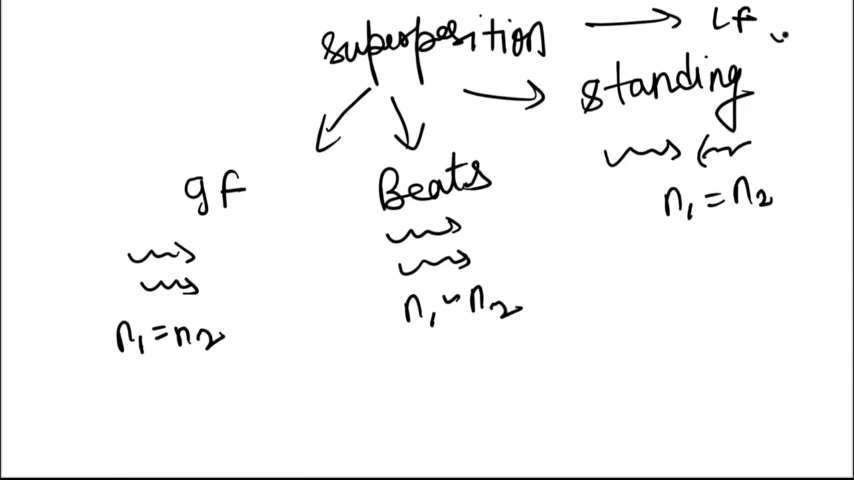 superposition → LF
standing
n₁ = n₂
gf
Beats
n₁ ~ n₂
n₁ = n₂